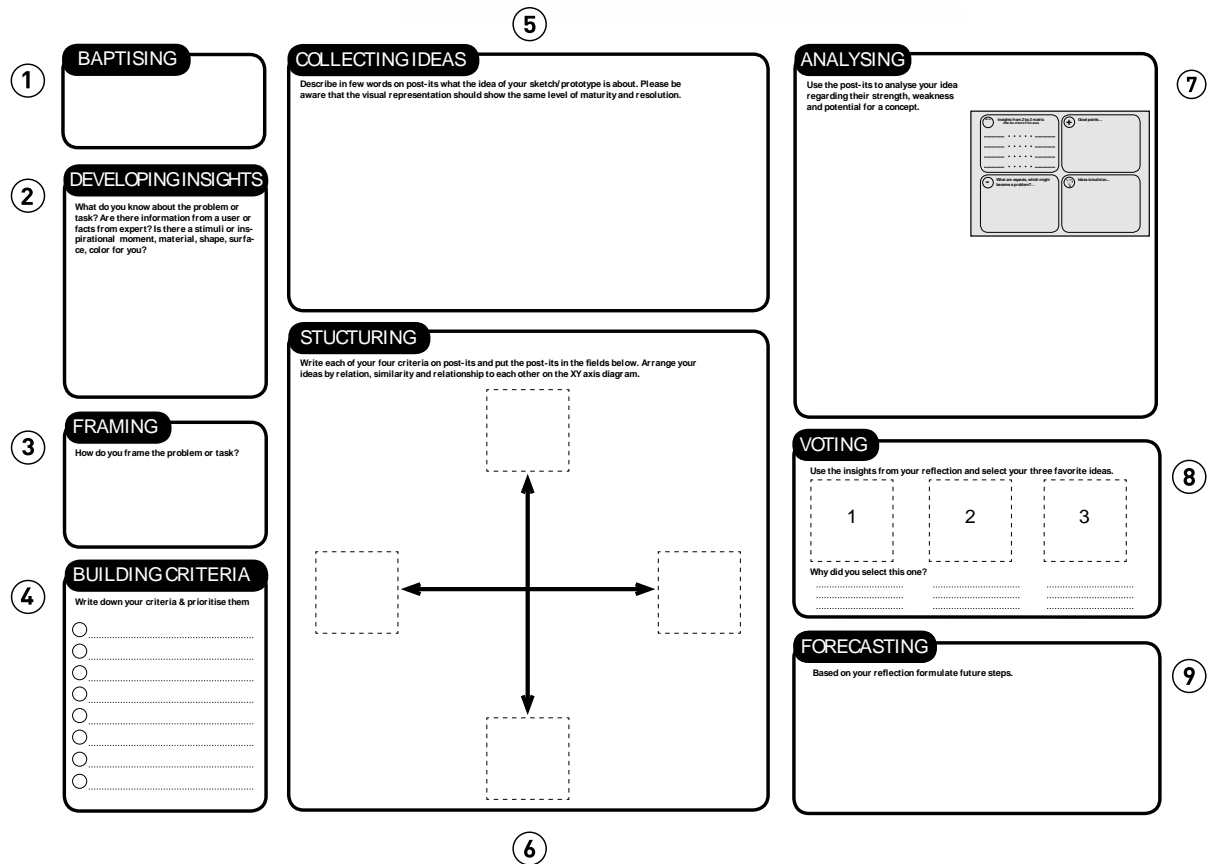 1
BAPTISING
2
DEVELOPING INSIGHTS
What do you know about the problem or
task? Are there information from a user or
facts from expert? Is there a stimuli or ins-
pirational moment, material, shape, surfa-
ce, color for you?
3
FRAMING
How do you frame the problem or task?
4
BUILDING CRITERIA
Write down your criteria & prioritise them
5
COLLECTING IDEAS
Describe in few words on post-its what the idea of your sketch/prototype is about. Please be
aware that the visual representation should show the same level of maturity and resolution.
STUCTURING
Write each of your four criteria on post-its and put the post-its in the fields below. Arrange your
ideas by relation, similarity and relationship to each other on the XY axis diagram.
6
7
ANALYSING
Use the post-its to analyse your idea
regarding their strength, weakness
and potential for a concept.
Insights from 2 by 2 matrix
+
Good points...
-
What are aspects, which might
become a problem?...
Ideas to build on...
8
VOTING
Use the insights from your reflection and select your three favorite ideas.
1
2
3
Why did you select this one?
9
FORECASTING
Based on your reflection formulate future steps.